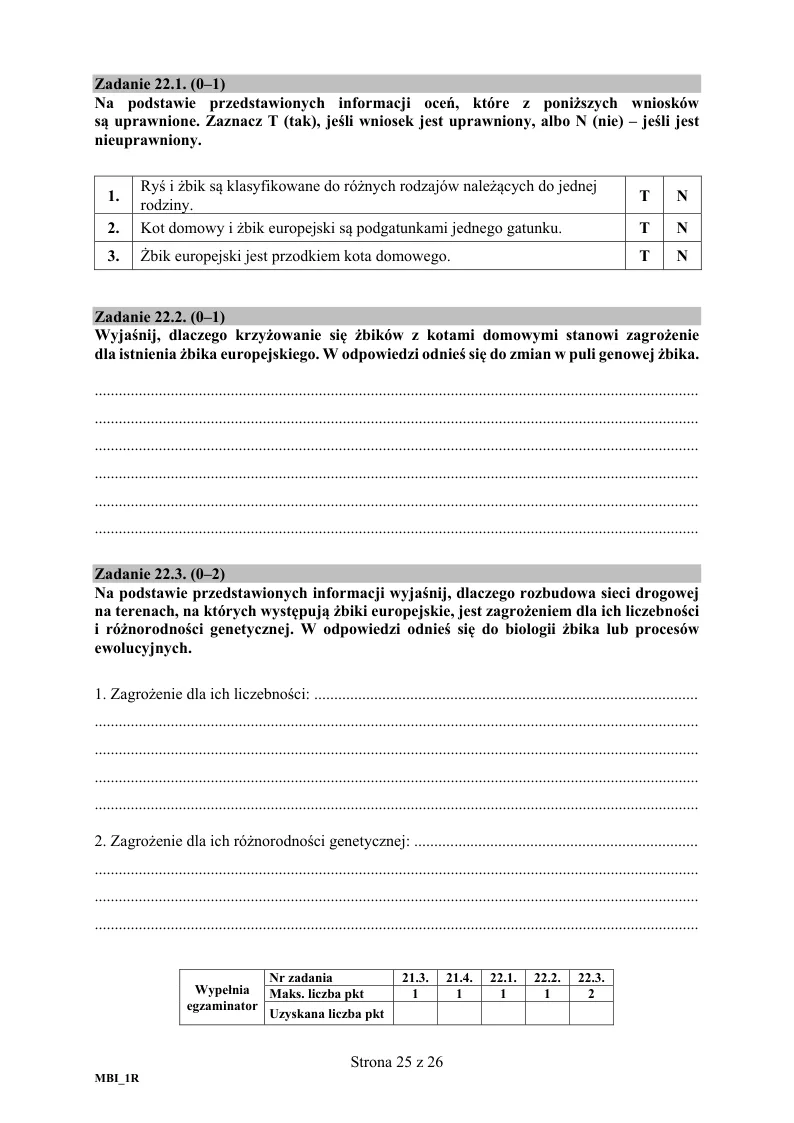 Zadanie 22.1. (0–1)
Na podstawie przedstawionych informacji oceń, które z poniższych wniosków
są uprawnione. Zaznacz T (tak), jeśli wniosek jest uprawniony, albo N (nie) – jeśli jest
nieuprawniony.
1. Ryś i żbik są klasyfikowane do różnych rodzajów należących do jednej
rodziny. T N
2. Kot domowy i żbik europejski są podgatunkami jednego gatunku. T N
3. Żbik europejski jest przodkiem kota domowego. T N
Zadanie 22.2. (0–1)
Wyjaśnij, dlaczego krzyżowanie się żbików z kotami domowymi stanowi zagrożenie
dla istnienia żbika europejskiego. W odpowiedzi odnieś się do zmian w puli genowej żbika.
Zadanie 22.3. (0–2)
Na podstawie przedstawionych informacji wyjaśnij, dlaczego rozbudowa sieci drogowej
na terenach, na których występują żbiki europejskie, jest zagrożeniem dla ich liczebności
i różnorodności genetycznej. W odpowiedzi odnieś się do biologii żbika lub procesów
ewolucyjnych.
1. Zagrożenie dla ich liczebności:
2. Zagrożenie dla ich różnorodności genetycznej:
Wypełnia
egzaminator
Nr zadania 21.3. 21.4. 22.1. 22.2. 22.3.
Maks. liczba pkt 1 1 1 1 2
Uzyskana liczba pkt
Strona 25 z 26
MBI_1R